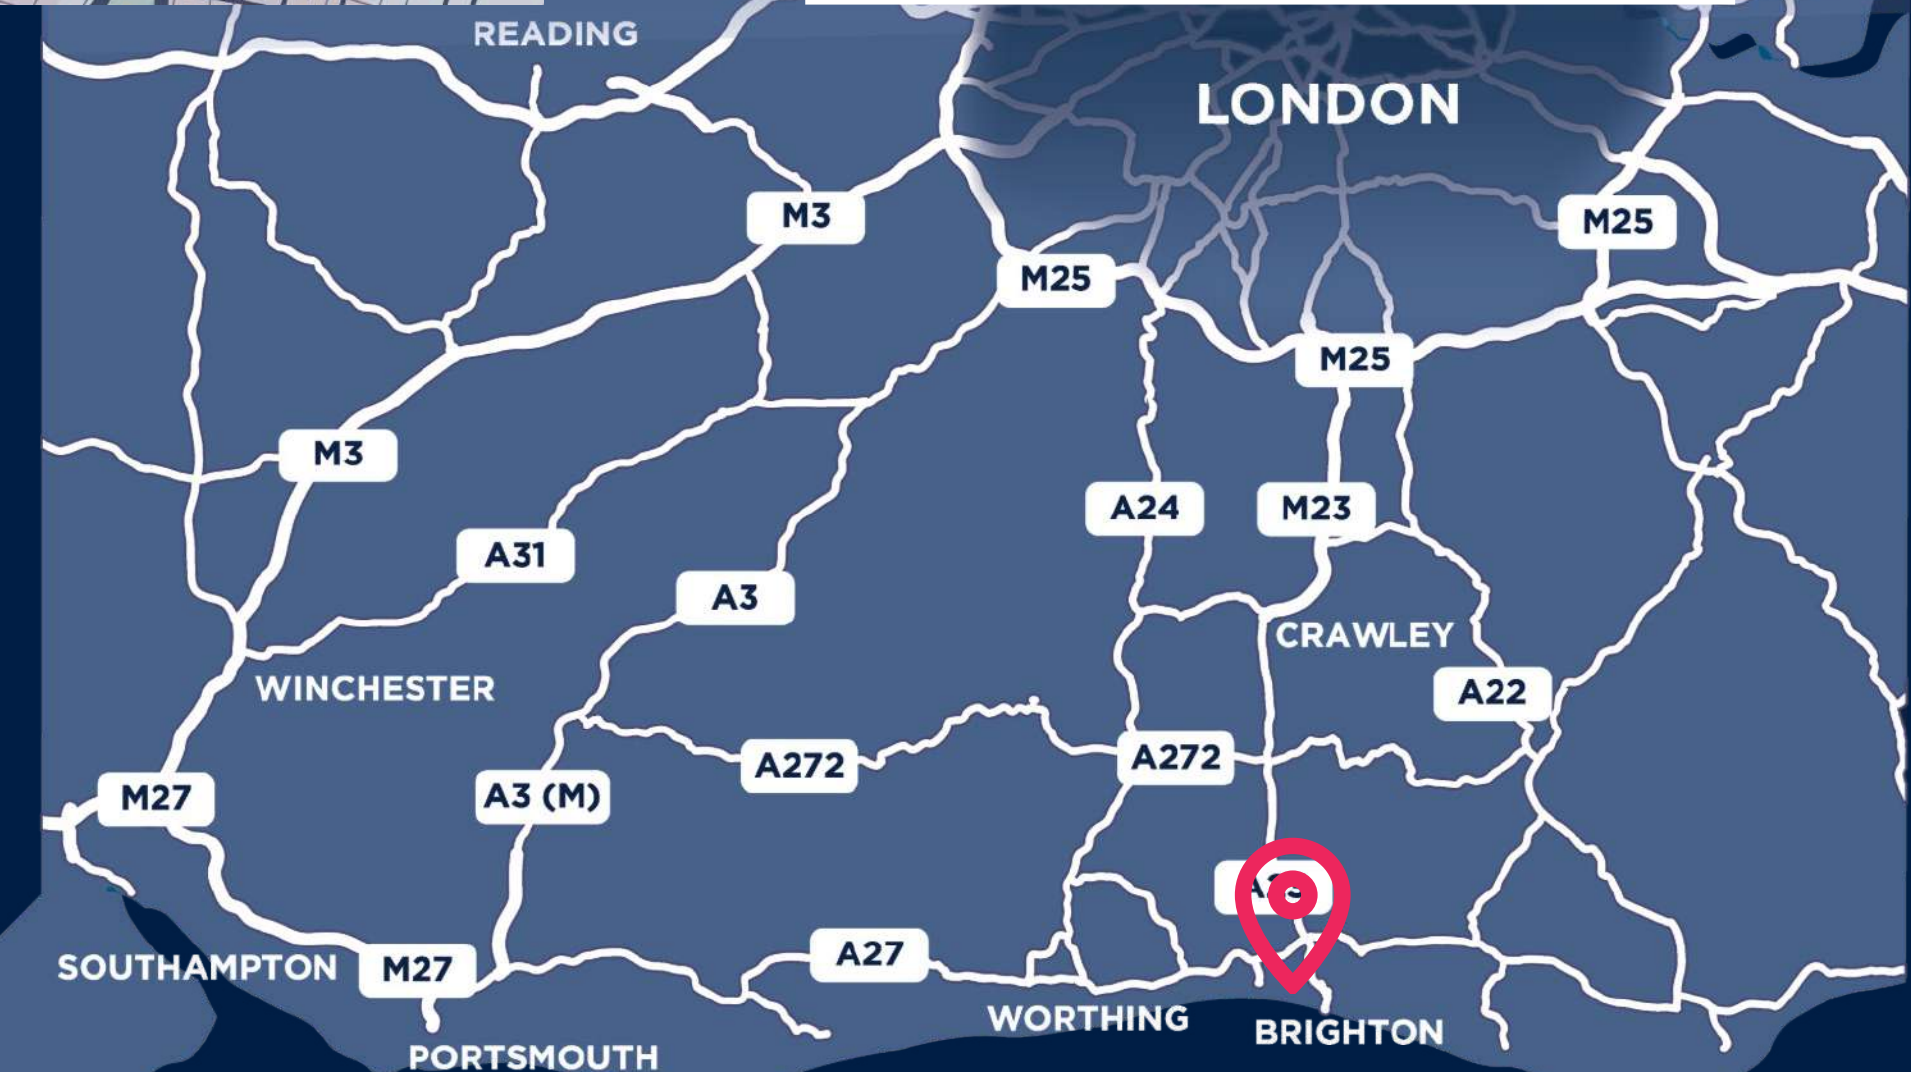 READING
LONDON
M3
M25
M25
M25
M3
A24
M23
A31
A3
CRAWLEY
WINCHESTER
A22
A272
A272
M27
A3 (M)
A27
SOUTHAMPTON
M27
WORTHING
BRIGHTON
PORTSMOUTH